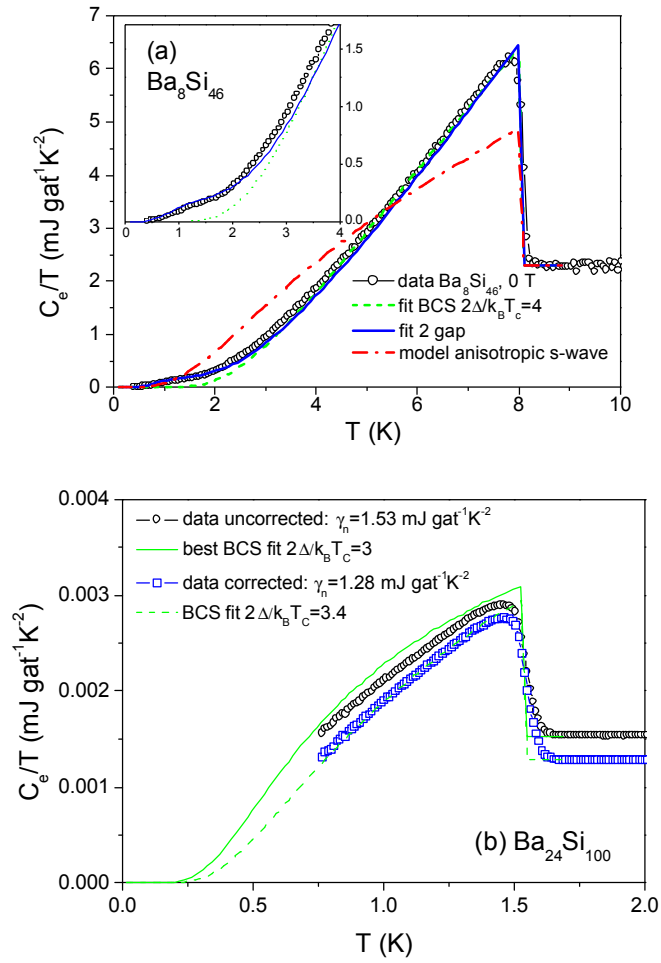 7
6
5
4
3
2
1
0
C_e/T (mJ gat⁻¹K⁻²)
(a)
Ba₈Si₄₆
1.5
1.0
0.5
0.0
0 1 2 3 4
data Ba₈Si₄₆, 0 T
fit BCS 2Δ/k_BT_c=4
fit 2 gap
model anisotropic s-wave
0 2 4 6 8 10
T (K)
0.004
0.003
0.002
0.001
0.000
C_e/T (mJ gat⁻¹K⁻²)
data uncorrected: γₙ=1.53 mJ gat⁻¹K⁻²
best BCS fit 2Δ/k_BT_C=3
data corrected: γₙ=1.28 mJ gat⁻¹K⁻²
BCS fit 2Δ/k_BT_C=3.4
(b) Ba₂₄Si₁₀₀
0.0 0.5 1.0 1.5 2.0
T (K)